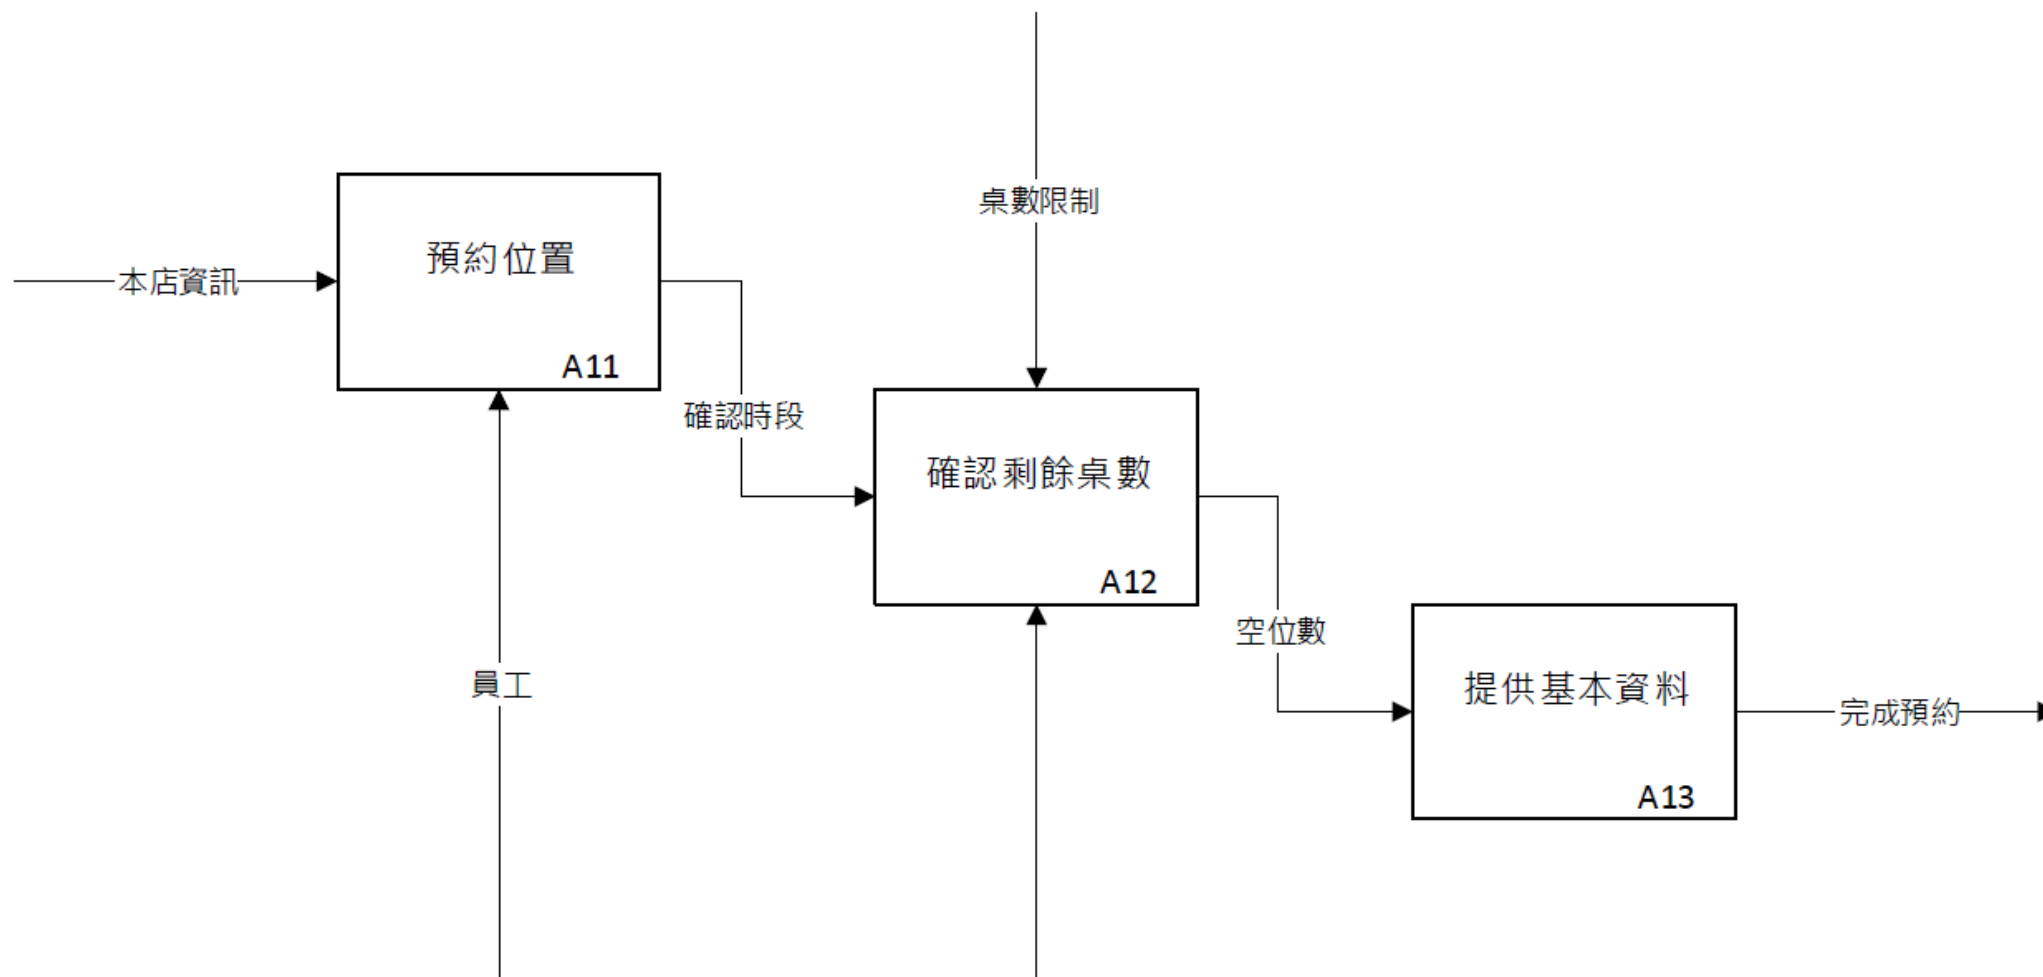 桌數限制
預約位置
本店資訊
A11
確認時段
確認剩餘桌數
A12
空位數
員工
提供基本資料
完成預約
A13